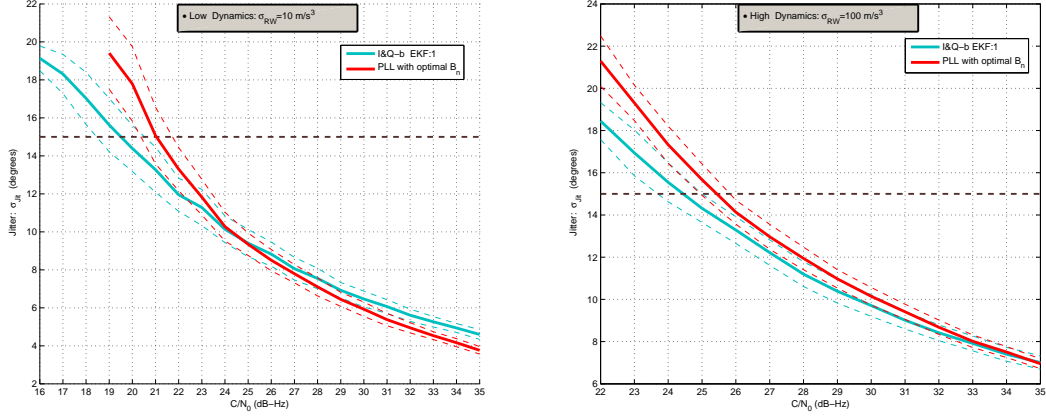 • Low Dynamics: σRW=10 m/s³
I&Q−b EKF:1
PLL with optimal Bn
Jitter: σJit (degrees)
22
20
18
16
14
12
10
8
6
4
2
16 17 18 19 20 21 22 23 24 25 26 27 28 29 30 31 32 33 34 35
C/N0 (dB−Hz)
• High Dynamics: σRW=100 m/s³
I&Q−b EKF:1
PLL with optimal Bn
Jitter: σJit (degrees)
24
22
20
18
16
14
12
10
8
6
22 23 24 25 26 27 28 29 30 31 32 33 34 35
C/N0 (dB−Hz)